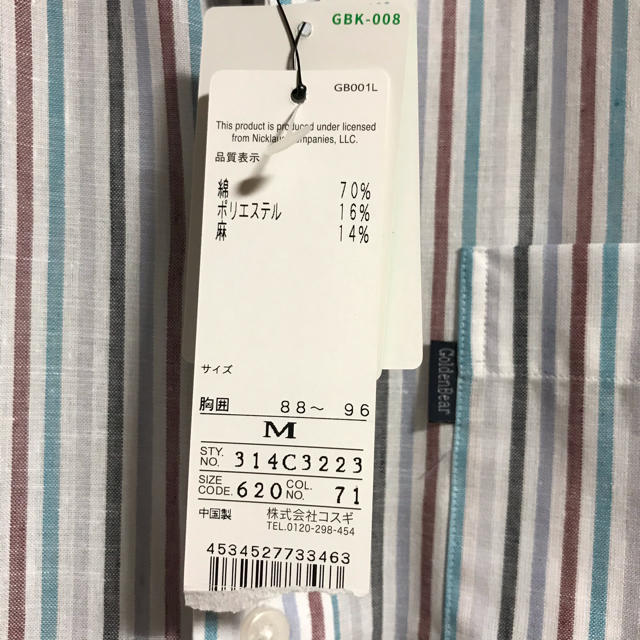 GBK-008
GB001L
This product is produced under licensed
from Nicklaus Companies, LLC.
品質表示
綿 70%
ポリエステル 16%
麻 14%
サイズ
胸囲 88～ 96
M
STY. NO. 314C3223
SIZE CODE. 620 COL. NO. 71
中国製 株式会社コスギ
TEL.0120-298-454
4534527733463
GoldenBear